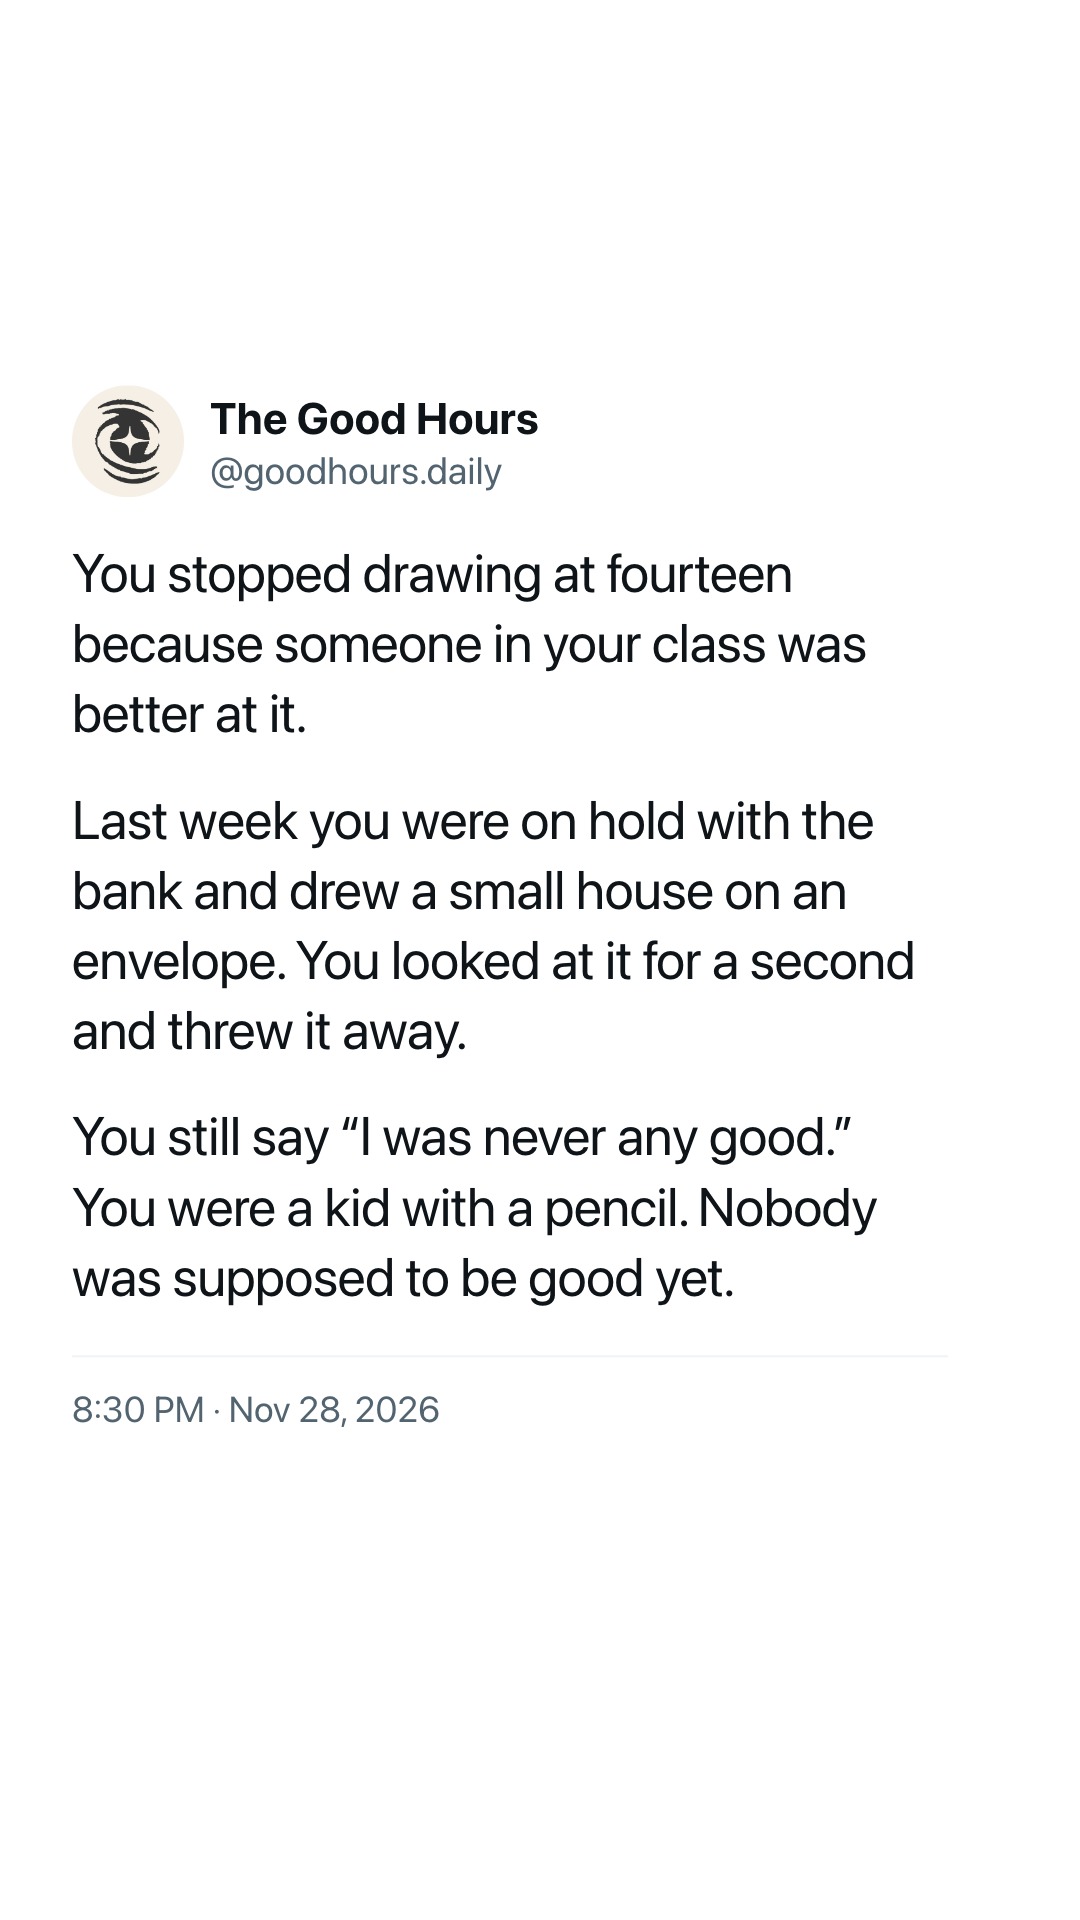 The Good Hours
@goodhours.daily
You stopped drawing at fourteen
because someone in your class was
better at it.
Last week you were on hold with the
bank and drew a small house on an
envelope. You looked at it for a second
and threw it away.
You still say “I was never any good.”
You were a kid with a pencil. Nobody
was supposed to be good yet.
8:30 PM · Nov 28, 2026